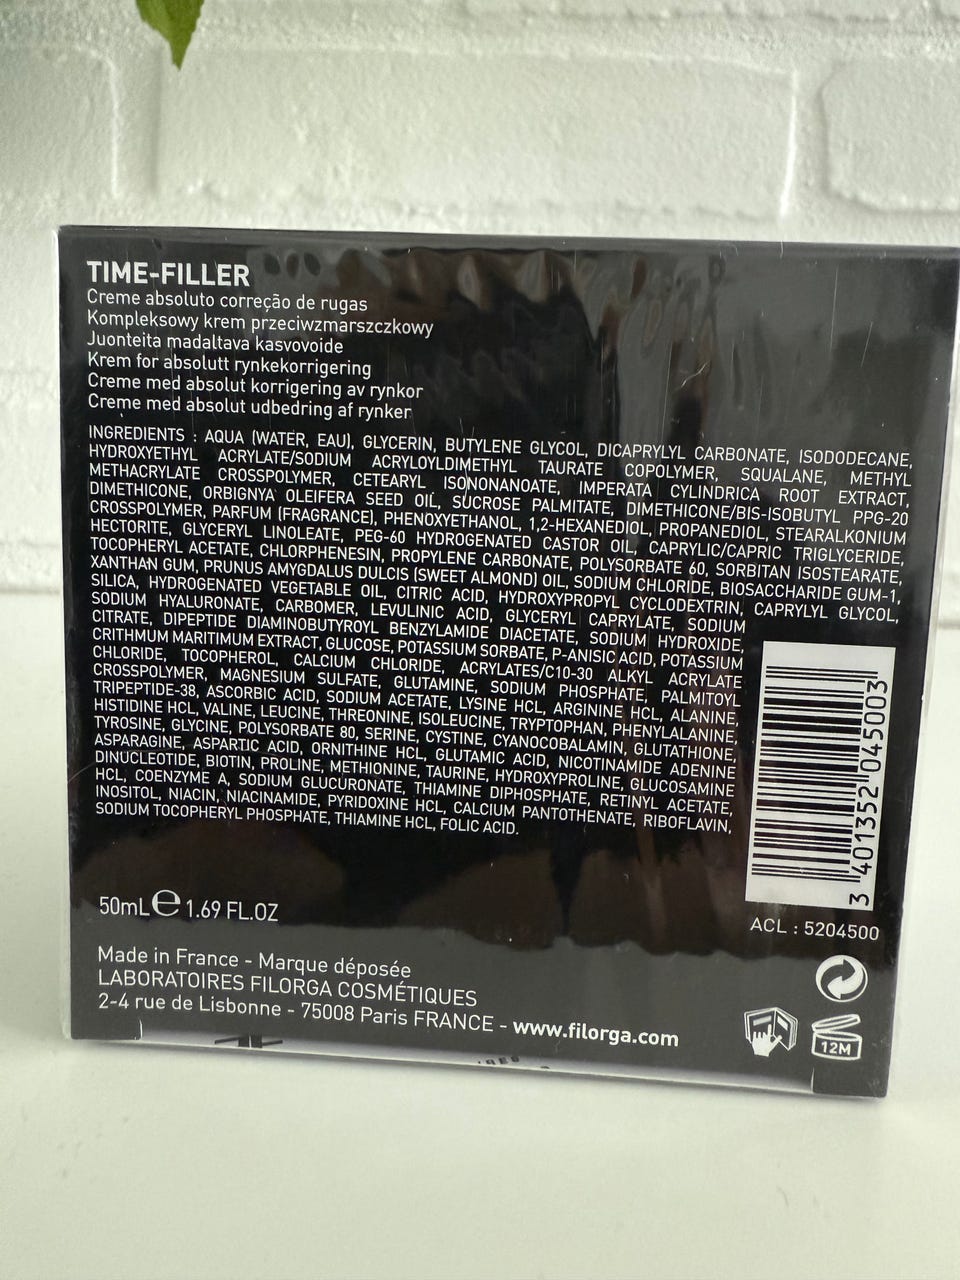 TIME-FILLER
Creme absoluto correção de rugas
Kompleksowy krem przeciwzmarszczkowy
Juonteita madaltava kasvovoide
Krem for absolutt rynkekorrigering
Creme med absolut korrigering av rynkor
Creme med absolut udbedring af rynker
INGREDIENTS : AQUA (WATER, EAU), GLYCERIN, BUTYLENE GLYCOL, DICAPRYLYL CARBONATE, ISODODECANE,
HYDROXYETHYL ACRYLATE/SODIUM ACRYLOYLDIMETHYL TAURATE COPOLYMER, SQUALANE, METHYL
METHACRYLATE CROSSPOLYMER, CETEARYL ISONONANOATE, IMPERATA CYLINDRICA ROOT EXTRACT,
DIMETHICONE, ORBIGNYA OLEIFERA SEED OIL, SUCROSE PALMITATE, DIMETHICONE/BIS-ISOBUTYL PPG-20
CROSSPOLYMER, PARFUM (FRAGRANCE), PHENOXYETHANOL, 1,2-HEXANEDIOL, PROPANEDIOL, STEARALKONIUM
HECTORITE, GLYCERYL LINOLEATE, PEG-60 HYDROGENATED CASTOR OIL, CAPRYLIC/CAPRIC TRIGLYCERIDE,
TOCOPHERYL ACETATE, CHLORPHENESIN, PROPYLENE CARBONATE, POLYSORBATE 60, SORBITAN ISOSTEARATE,
XANTHAN GUM, PRUNUS AMYGDALUS DULCIS (SWEET ALMOND) OIL, SODIUM CHLORIDE, BIOSACCHARIDE GUM-1,
SILICA, HYDROGENATED VEGETABLE OIL, CITRIC ACID, HYDROXYPROPYL CYCLODEXTRIN, CAPRYLYL GLYCOL,
SODIUM HYALURONATE, CARBOMER, LEVULINIC ACID, GLYCERYL CAPRYLATE, SODIUM
CITRATE, DIPEPTIDE DIAMINOBUTYROYL BENZYLAMIDE DIACETATE, SODIUM HYDROXIDE,
CRITHMUM MARITIMUM EXTRACT, GLUCOSE, POTASSIUM SORBATE, P-ANISIC ACID, POTASSIUM
CHLORIDE, TOCOPHEROL, CALCIUM CHLORIDE, ACRYLATES/C10-30 ALKYL ACRYLATE
CROSSPOLYMER, MAGNESIUM SULFATE, GLUTAMINE, SODIUM PHOSPHATE, PALMITOYL
TRIPEPTIDE-38, ASCORBIC ACID, SODIUM ACETATE, LYSINE HCL, ARGININE HCL, ALANINE,
HISTIDINE HCL, VALINE, LEUCINE, THREONINE, ISOLEUCINE, TRYPTOPHAN, PHENYLALANINE,
TYROSINE, GLYCINE, POLYSORBATE 80, SERINE, CYSTINE, CYANOCOBALAMIN, GLUTATHIONE,
ASPARAGINE, ASPARTIC ACID, ORNITHINE HCL, GLUTAMIC ACID, NICOTINAMIDE ADENINE
DINUCLEOTIDE, BIOTIN, PROLINE, METHIONINE, TAURINE, HYDROXYPROLINE, GLUCOSAMINE
HCL, COENZYME A, SODIUM GLUCURONATE, THIAMINE DIPHOSPHATE, RETINYL ACETATE,
INOSITOL, NIACIN, NIACINAMIDE, PYRIDOXINE HCL, CALCIUM PANTOTHENATE, RIBOFLAVIN,
SODIUM TOCOPHERYL PHOSPHATE, THIAMINE HCL, FOLIC ACID.
3 401352 045003
50mL ℮ 1.69 FL.OZ
ACL : 5204500
Made in France - Marque déposée
LABORATOIRES FILORGA COSMÉTIQUES
2-4 rue de Lisbonne - 75008 Paris FRANCE - www.filorga.com
12M